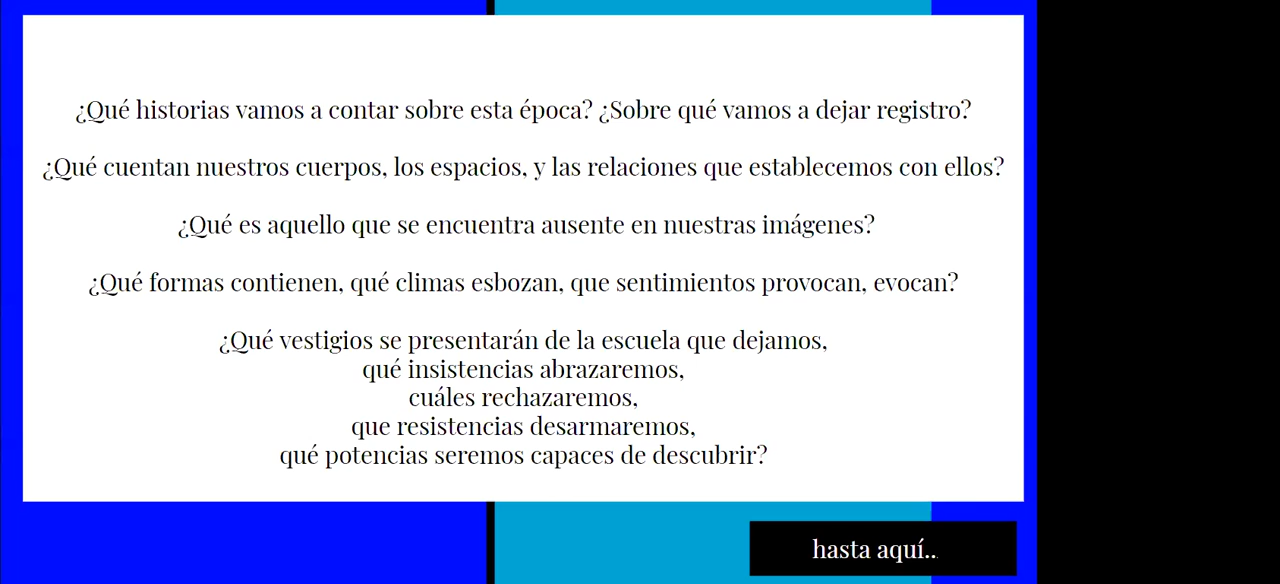 ¿Qué historias vamos a contar sobre esta época? ¿Sobre qué vamos a dejar registro?
¿Qué cuentan nuestros cuerpos, los espacios, y las relaciones que establecemos con ellos?
¿Qué es aquello que se encuentra ausente en nuestras imágenes?
¿Qué formas contienen, qué climas esbozan, que sentimientos provocan, evocan?
¿Qué vestigios se presentarán de la escuela que dejamos,
qué insistencias abrazaremos,
cuáles rechazaremos,
que resistencias desarmaremos,
qué potencias seremos capaces de descubrir?
hasta aquí...